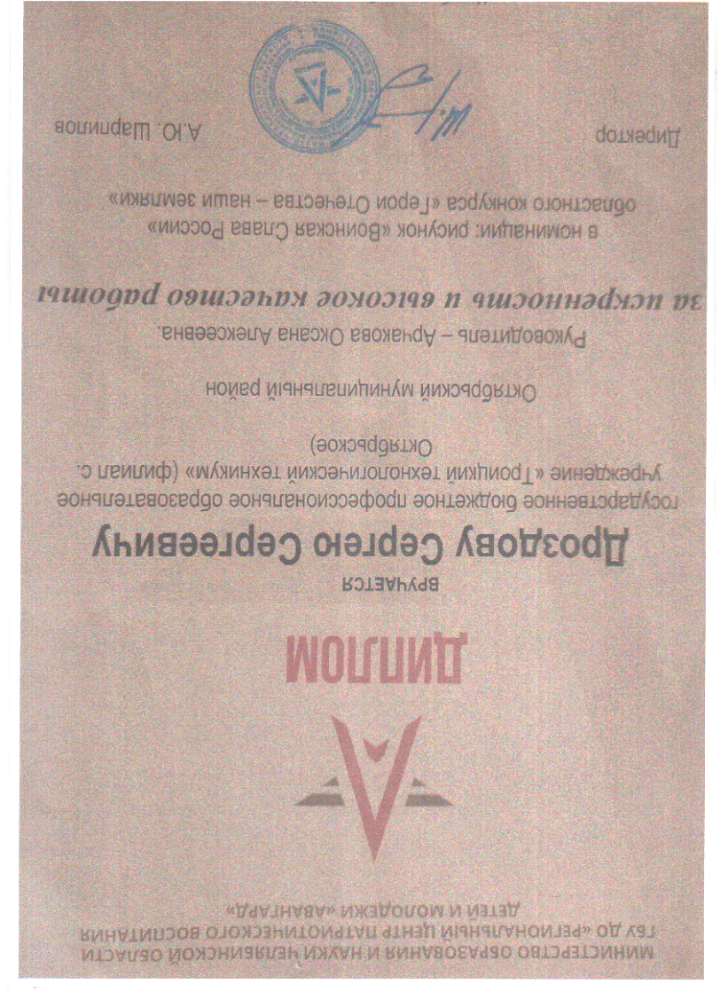 МИНИСТЕРСТВО ОБРАЗОВАНИЯ И НАУКИ ЧЕЛЯБИНСКОЙ ОБЛАСТИ
ГБУ ДО «РЕГИОНАЛЬНЫЙ ЦЕНТР ПАТРИОТИЧЕСКОГО ВОСПИТАНИЯ
ДЕТЕЙ И МОЛОДЕЖИ «АВАНГАРД»
ДИПЛОМ
ВРУЧАЕТСЯ
Дроздову Сергею Сергеевичу
государственное бюджетное профессиональное образовательное
учреждение «Троицкий технологический техникум» (филиал с.
Октябрьское)
Октябрьский муниципальный район
Руководитель – Арчакова Оксана Алексеевна.
за искренность и высокое качество работы
в номинации: рисунок «Воинская Слава России»
областного конкурса «Герои Отечества – наши земляки»
Директор А.Ю. Шарпилов